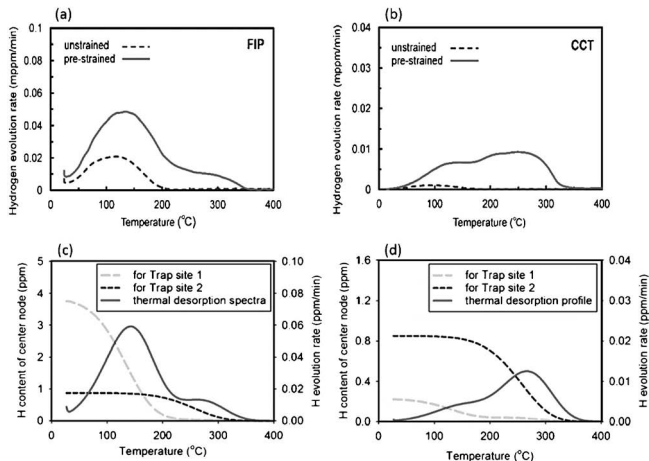 (a)
Hydrogen evolution rate (mppm/min)
0.1
0.08
0.06
0.04
0.02
0
unstrained
pre-strained
FIP
0 100 200 300 400
Temperature (°C)
(b)
Hydrogen evolution rate (mppm/min)
0.04
0.03
0.02
0.01
0
unstrained
pre-strained
CCT
0 100 200 300 400
Temperature (°C)
(c)
H content of center node (ppm)
5
4
3
2
1
0
for Trap site 1
for Trap site 2
thermal desorption spectra
0.10
0.08
0.06
0.04
0.02
0.00
H evolution rate (ppm/min)
0 100 200 300 400
Temperature (°C)
(d)
H content of center node (ppm)
1.6
1.2
0.8
0.4
0.0
for Trap site 1
for Trap site 2
thermal desorption profile
0.04
0.03
0.02
0.01
0.00
H evolution rate (ppm/min)
0 100 200 300 400
Temperature (°C)